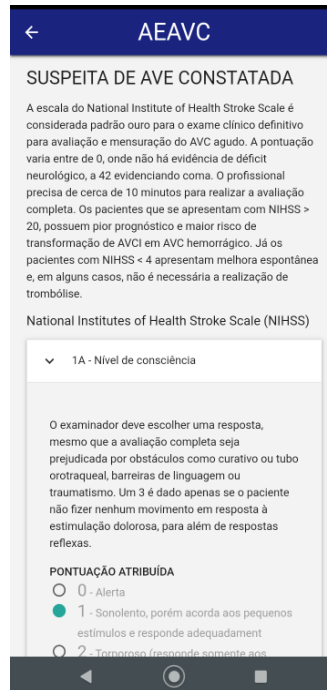 AEAVC
SUSPEITA DE AVE CONSTATADA
A escala do National Institute of Health Stroke Scale é
considerada padrão ouro para o exame clínico definitivo
para avaliação e mensuração do AVC agudo. A pontuação
varia entre de 0, onde não há evidência de déficit
neurológico, a 42 evidenciando coma. O profissional
precisa de cerca de 10 minutos para realizar a avaliação
completa. Os pacientes que se apresentam com NIHSS >
20, possuem pior prognóstico e maior risco de
transformação de AVCI em AVC hemorrágico. Já os
pacientes com NIHSS < 4 apresentam melhora espontânea
e, em alguns casos, não é necessária a realização de
trombólise.
National Institutes of Health Stroke Scale (NIHSS)
1A - Nível de consciência
O examinador deve escolher uma resposta,
mesmo que a avaliação completa seja
prejudicada por obstáculos como curativo ou tubo
orotraqueal, barreiras de linguagem ou
traumatismo. Um 3 é dado apenas se o paciente
não fizer nenhum movimento em resposta à
estimulação dolorosa, para além de respostas
reflexas.
PONTUAÇÃO ATRIBUÍDA
0 - Alerta
1 - Sonolento, porém acorda aos pequenos
estímulos e responde adequadament
2 - Torporoso (responde somente aos